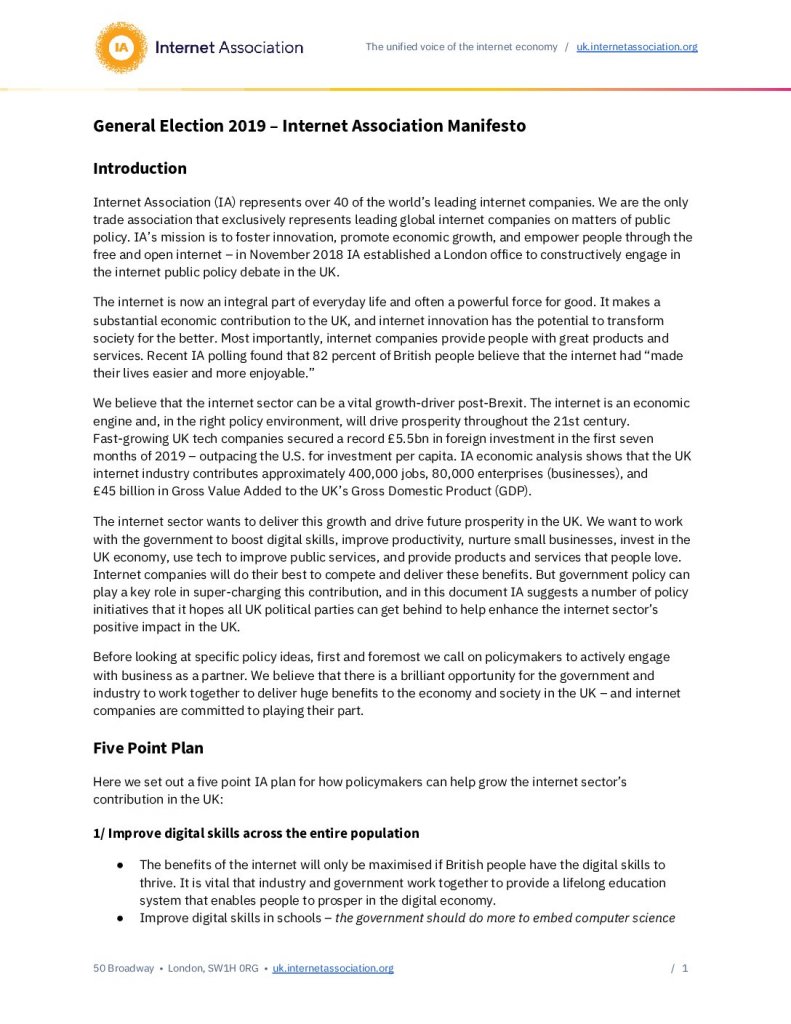 IA Internet Association
The unified voice of the internet economy / uk.internetassociation.org
General Election 2019 – Internet Association Manifesto
Introduction
Internet Association (IA) represents over 40 of the world's leading internet companies. We are the only
trade association that exclusively represents leading global internet companies on matters of public
policy. IA's mission is to foster innovation, promote economic growth, and empower people through the
free and open internet – in November 2018 IA established a London office to constructively engage in
the internet public policy debate in the UK.
The internet is now an integral part of everyday life and often a powerful force for good. It makes a
substantial economic contribution to the UK, and internet innovation has the potential to transform
society for the better. Most importantly, internet companies provide people with great products and
services. Recent IA polling found that 82 percent of British people believe that the internet had “made
their lives easier and more enjoyable.”
We believe that the internet sector can be a vital growth-driver post-Brexit. The internet is an economic
engine and, in the right policy environment, will drive prosperity throughout the 21st century.
Fast-growing UK tech companies secured a record £5.5bn in foreign investment in the first seven
months of 2019 – outpacing the U.S. for investment per capita. IA economic analysis shows that the UK
internet industry contributes approximately 400,000 jobs, 80,000 enterprises (businesses), and
£45 billion in Gross Value Added to the UK's Gross Domestic Product (GDP).
The internet sector wants to deliver this growth and drive future prosperity in the UK. We want to work
with the government to boost digital skills, improve productivity, nurture small businesses, invest in the
UK economy, use tech to improve public services, and provide products and services that people love.
Internet companies will do their best to compete and deliver these benefits. But government policy can
play a key role in super-charging this contribution, and in this document IA suggests a number of policy
initiatives that it hopes all UK political parties can get behind to help enhance the internet sector's
positive impact in the UK.
Before looking at specific policy ideas, first and foremost we call on policymakers to actively engage
with business as a partner. We believe that there is a brilliant opportunity for the government and
industry to work together to deliver huge benefits to the economy and society in the UK – and internet
companies are committed to playing their part.
Five Point Plan
Here we set out a five point IA plan for how policymakers can help grow the internet sector's
contribution in the UK:
1/ Improve digital skills across the entire population
● The benefits of the internet will only be maximised if British people have the digital skills to
thrive. It is vital that industry and government work together to provide a lifelong education
system that enables people to prosper in the digital economy.
● Improve digital skills in schools – the government should do more to embed computer science
50 Broadway • London, SW1H 0RG • uk.internetassociation.org
/ 1